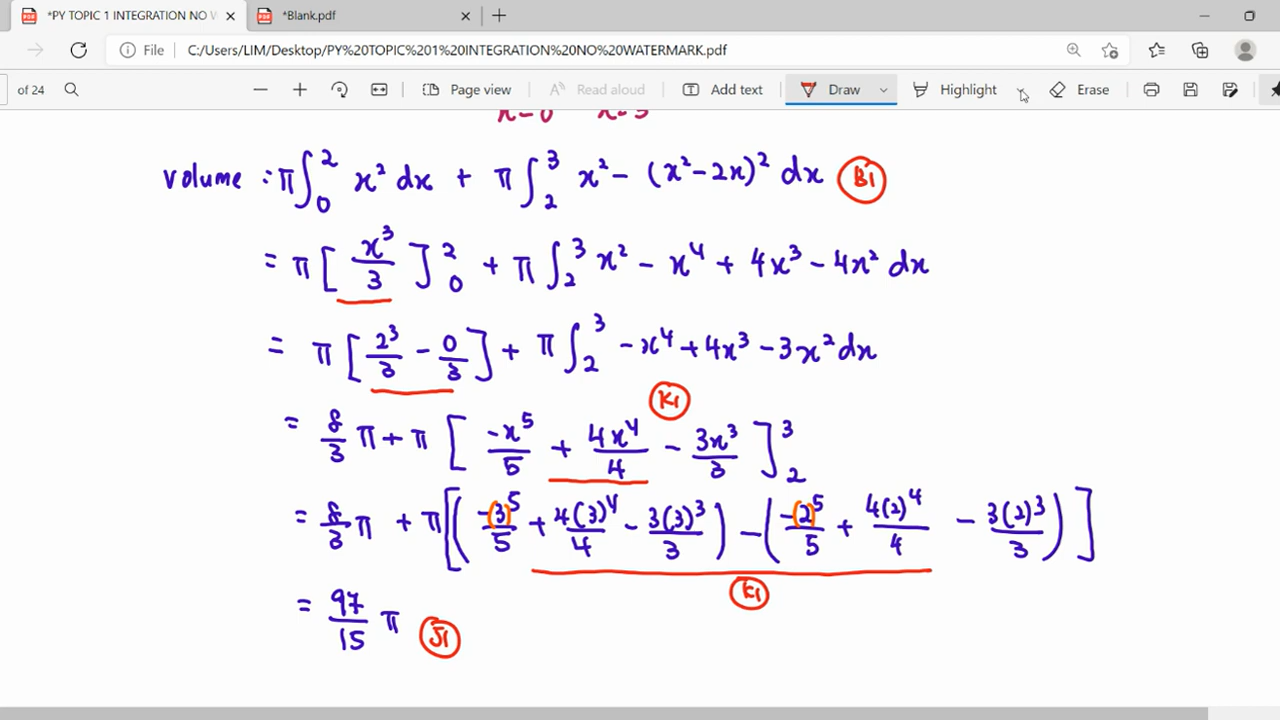 *PY TOPIC 1 INTEGRATION NO W
*Blank.pdf
File C:/Users/LIM/Desktop/PY%20TOPIC%201%20INTEGRATION%20NO%20WATERMARK.pdf
of 24 Page view Read aloud Add text Draw Highlight Erase
x=0 x=3
volume : π∫₀² x² dx + π∫₂³ x² − (x² − 2x)² dx B1
= π[x³/3]₀² + π∫₂³ x² − x⁴ + 4x³ − 4x² dx
= π[2³/3 − 0/3] + π∫₂³ −x⁴ + 4x³ − 3x² dx
K1
= 8/3 π + π[−x⁵/5 + 4x⁴/4 − 3x³/3]₂³
= 8/3 π + π[(−(3)⁵/5 + 4(3)⁴/4 − 3(3)³/3) − (−(2)⁵/5 + 4(2)⁴/4 − 3(2)³/3)]
K1
= 97/15 π J1